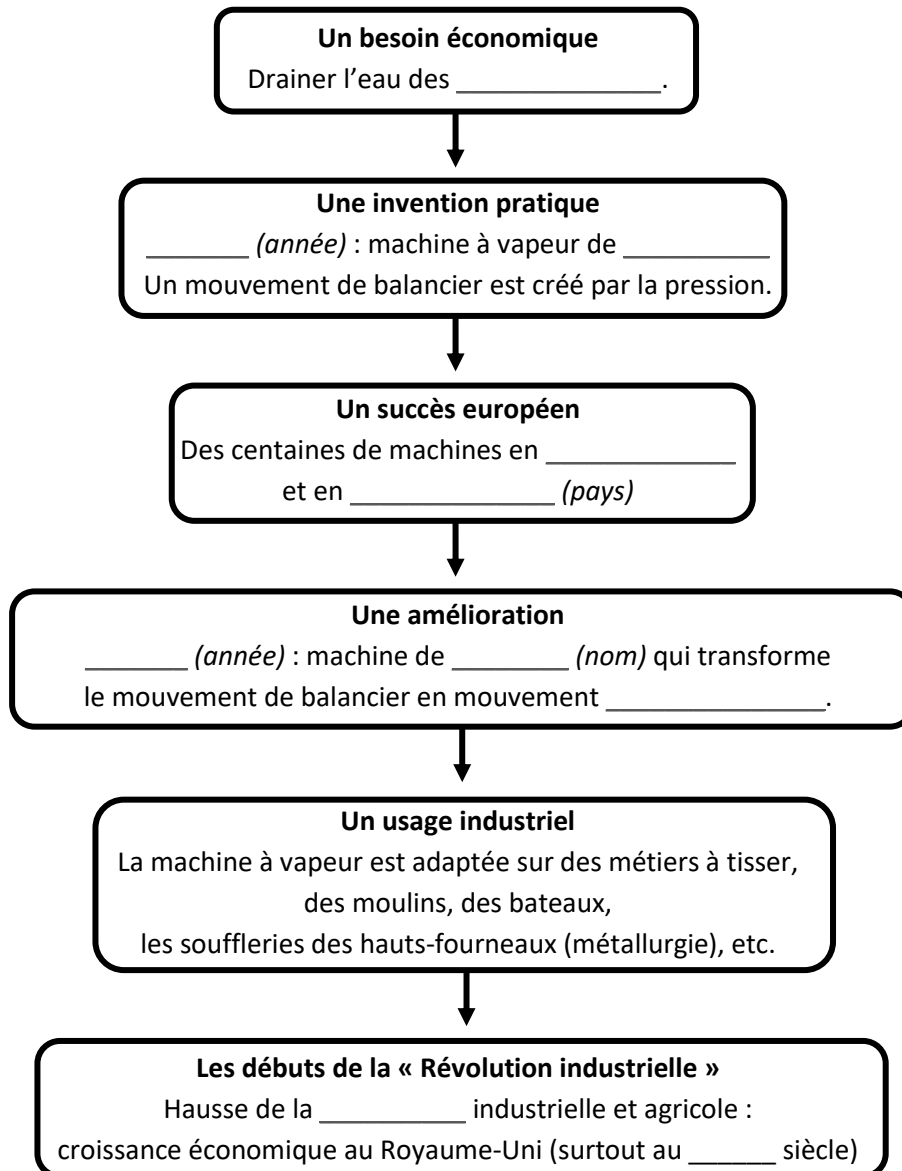 Un besoin économique
Drainer l’eau des ______________.
Une invention pratique
_______ (année) : machine à vapeur de __________
Un mouvement de balancier est créé par la pression.
Un succès européen
Des centaines de machines en _____________
et en ______________ (pays)
Une amélioration
_______ (année) : machine de ______ (nom) qui transforme
le mouvement de balancier en mouvement _______________.
Un usage industriel
La machine à vapeur est adaptée sur des métiers à tisser,
des moulins, des bateaux,
les souffleries des hauts-fourneaux (métallurgie), etc.
Les débuts de la « Révolution industrielle »
Hausse de la __________ industrielle et agricole :
croissance économique au Royaume-Uni (surtout au ______ siècle)